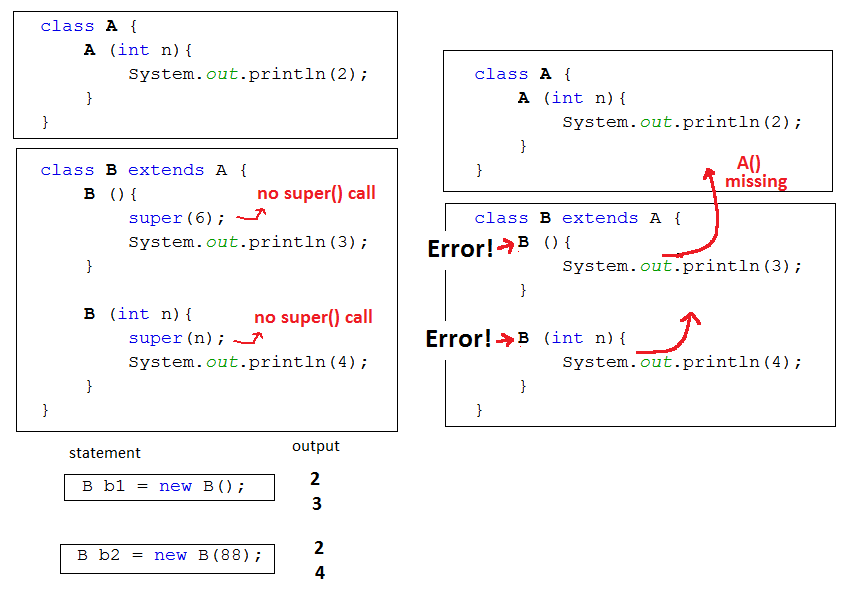 class A {
A (int n){
System.out.println(2);
}
}
class B extends A {
B (){
no super() call
super(6);
System.out.println(3);
}
B (int n){
no super() call
super(n);
System.out.println(4);
}
}
statement
output
B b1 = new B();
2
3
B b2 = new B(88);
2
4
class A {
A (int n){
System.out.println(2);
}
}
A()
missing
class B extends A {
Error!
B (){
System.out.println(3);
}
Error!
B (int n){
System.out.println(4);
}
}